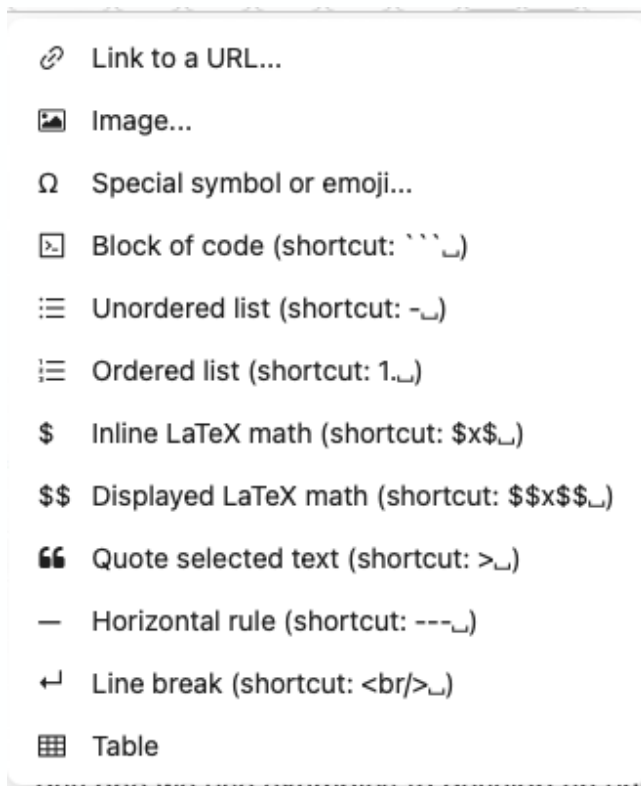 Link to a URL...
Image...
Ω Special symbol or emoji...
Block of code (shortcut: ```␣)
Unordered list (shortcut: -␣)
Ordered list (shortcut: 1.␣)
$ Inline LaTeX math (shortcut: $x$␣)
$$ Displayed LaTeX math (shortcut: $$x$$␣)
Quote selected text (shortcut: >␣)
Horizontal rule (shortcut: ---␣)
Line break (shortcut: <br/>␣)
Table